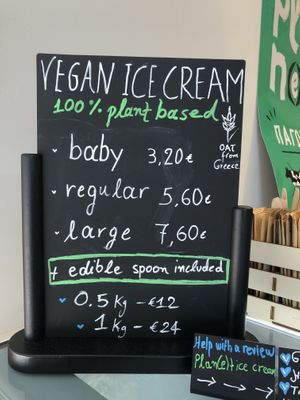 VEGAN ICE CREAM
100% plant based
baby 3,20€
OAT
from
Greece
regular 5,60€
large 7,60€
+ edible spoon included
0.5 Kg – €12
1 Kg – €24
Help with a review
Plan(e)t ice cream